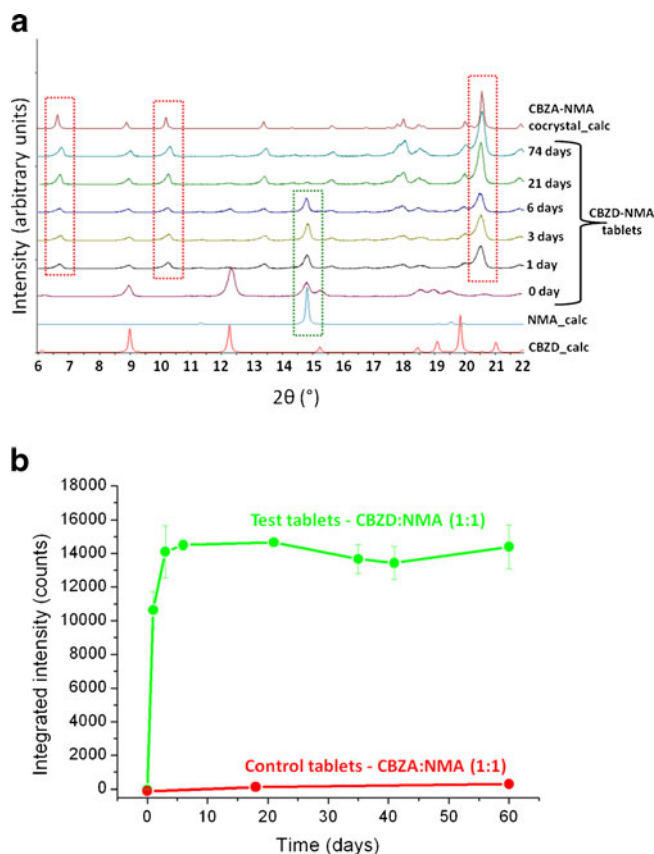 a
Intensity (arbitrary units)
CBZA-NMA
cocrystal_calc
74 days
21 days
6 days
3 days
1 day
0 day
CBZD-NMA
tablets
NMA_calc
CBZD_calc
6 7 8 9 10 11 12 13 14 15 16 17 18 19 20 21 22
2θ (°)
b
Integrated intensity (counts)
18000
16000
14000
12000
10000
8000
6000
4000
2000
0
Test tablets - CBZD:NMA (1:1)
Control tablets - CBZA:NMA (1:1)
0 20 40 60
Time (days)